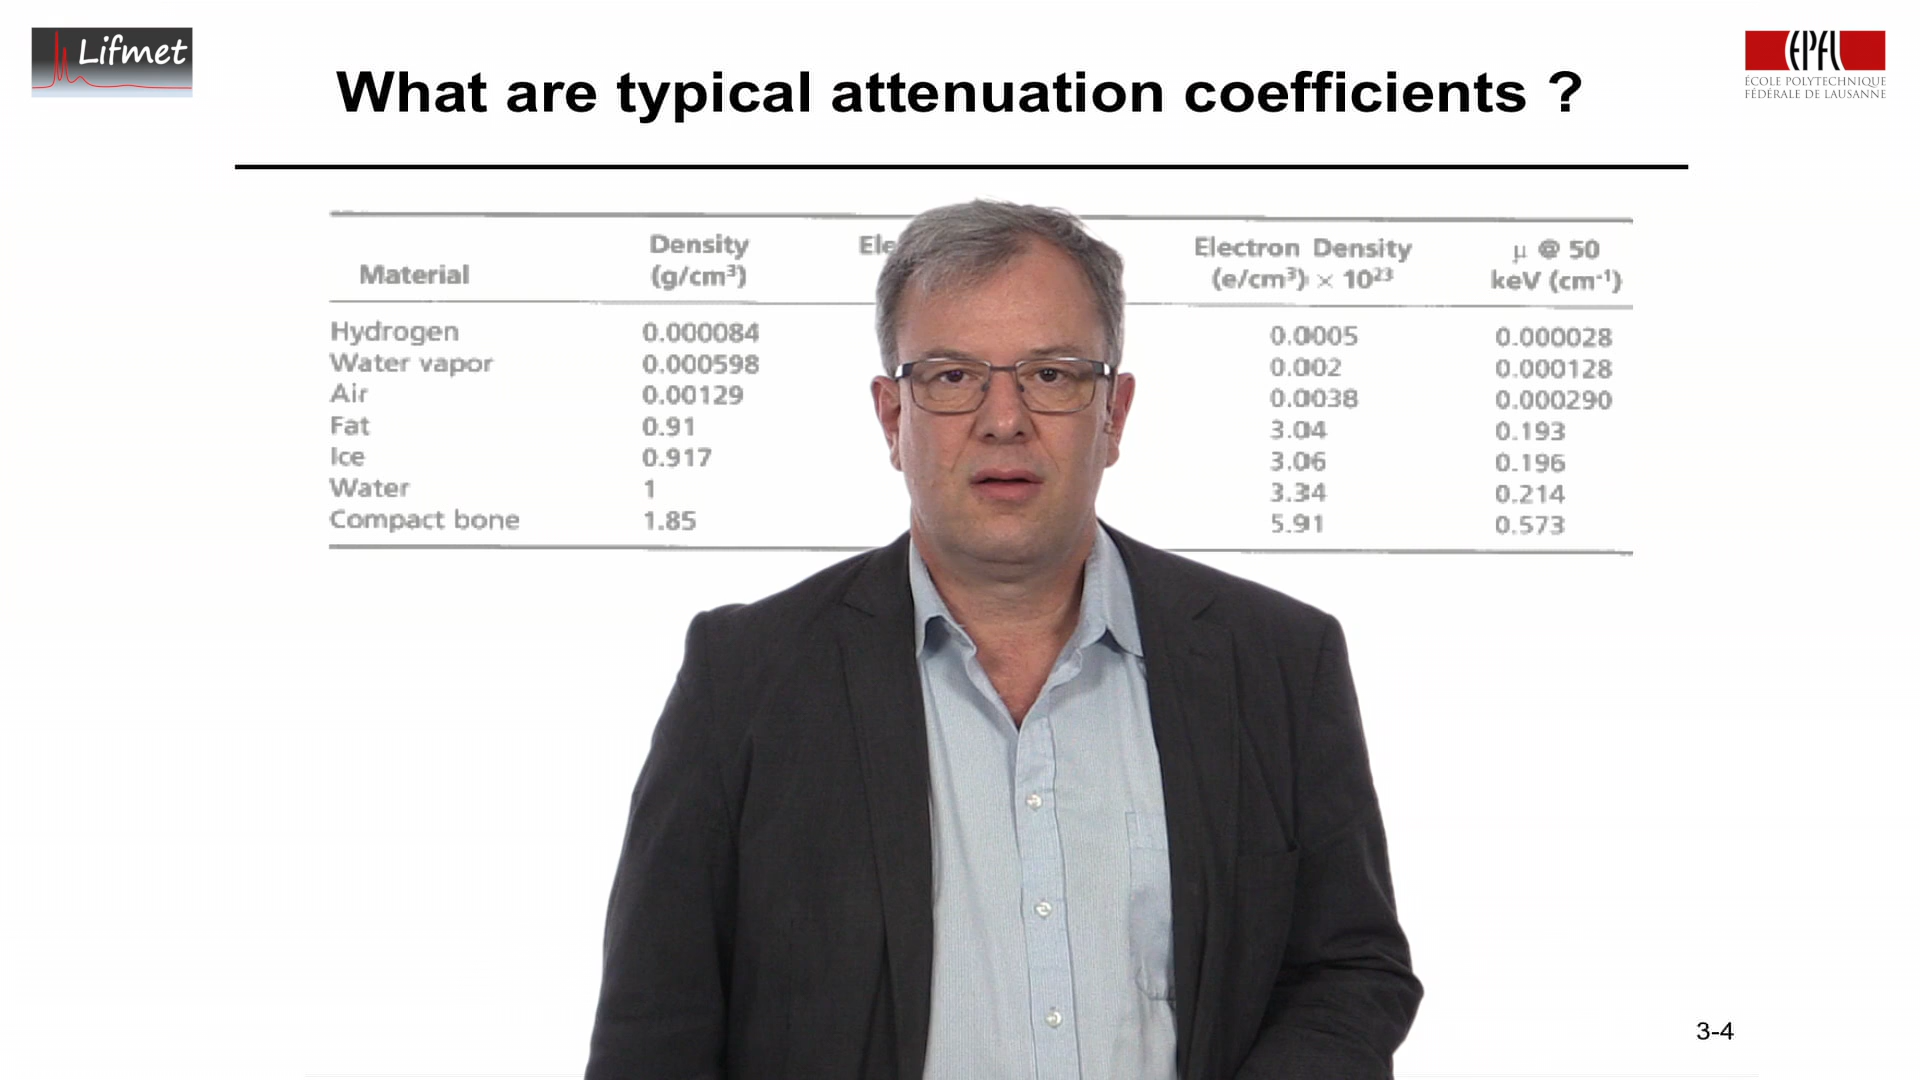 Lifmet
EPFL
ÉCOLE POLYTECHNIQUE
FÉDÉRALE DE LAUSANNE
What are typical attenuation coefficients ?
Material Density (g/cm³) Electron Density (e/cm³) × 10²³ μ @ 50 keV (cm⁻¹)
Hydrogen 0.000084 0.0005 0.000028
Water vapor 0.000598 0.002 0.000128
Air 0.00129 0.0038 0.000290
Fat 0.91 3.04 0.193
Ice 0.917 3.06 0.196
Water 1 3.34 0.214
Compact bone 1.85 5.91 0.573
3-4